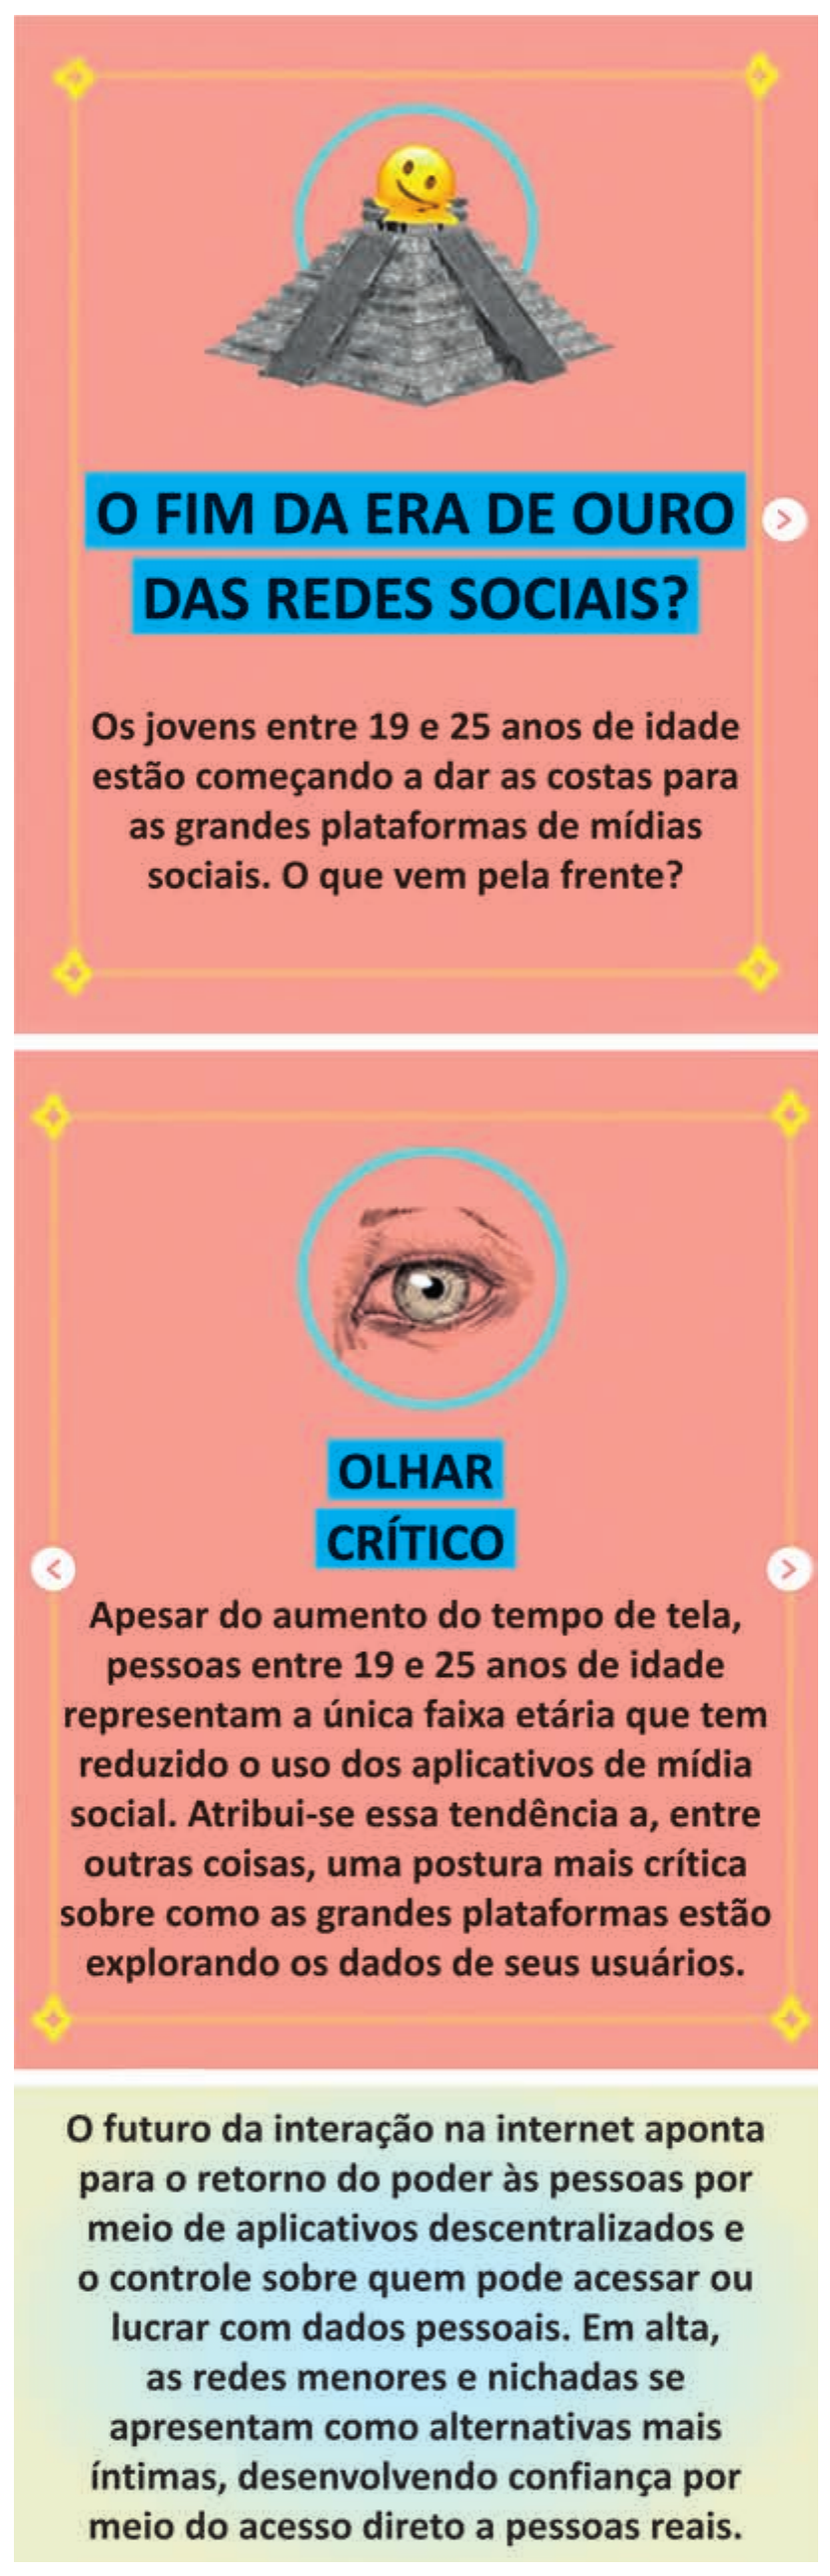 O FIM DA ERA DE OURO
DAS REDES SOCIAIS?
Os jovens entre 19 e 25 anos de idade
estão começando a dar as costas para
as grandes plataformas de mídias
sociais. O que vem pela frente?
OLHAR
CRÍTICO
Apesar do aumento do tempo de tela,
pessoas entre 19 e 25 anos de idade
representam a única faixa etária que tem
reduzido o uso dos aplicativos de mídia
social. Atribui-se essa tendência a, entre
outras coisas, uma postura mais crítica
sobre como as grandes plataformas estão
explorando os dados de seus usuários.
O futuro da interação na internet aponta
para o retorno do poder às pessoas por
meio de aplicativos descentralizados e
o controle sobre quem pode acessar ou
lucrar com dados pessoais. Em alta,
as redes menores e nichadas se
apresentam como alternativas mais
íntimas, desenvolvendo confiança por
meio do acesso direto a pessoas reais.